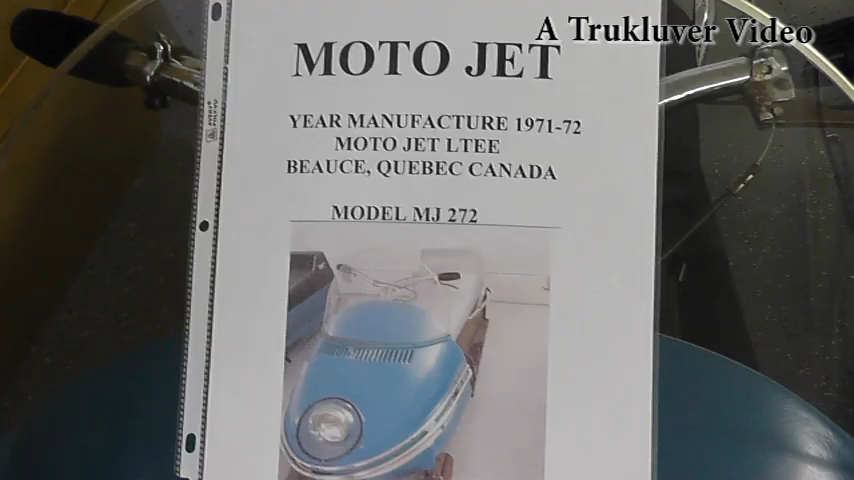 A Trukluver Video
MOTO JET
YEAR MANUFACTURE 1971-72
MOTO JET LTEE
BEAUCE, QUEBEC CANADA
MODEL MJ 272